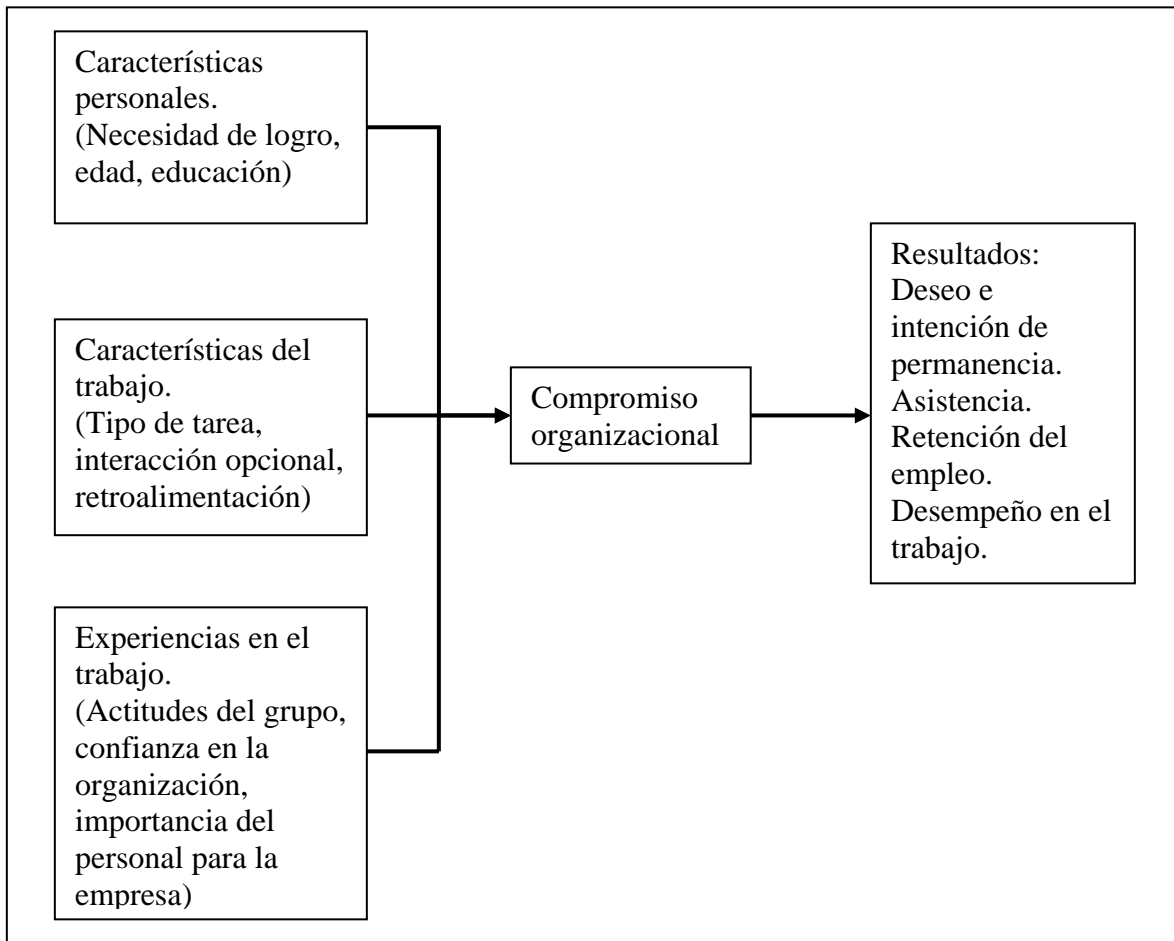 Características
personales.
(Necesidad de logro,
edad, educación)
Características del
trabajo.
(Tipo de tarea,
interacción opcional,
retroalimentación)
Experiencias en el
trabajo.
(Actitudes del grupo,
confianza en la
organización,
importancia del
personal para la
empresa)
Compromiso
organizacional
Resultados:
Deseo e
intención de
permanencia.
Asistencia.
Retención del
empleo.
Desempeño en el
trabajo.